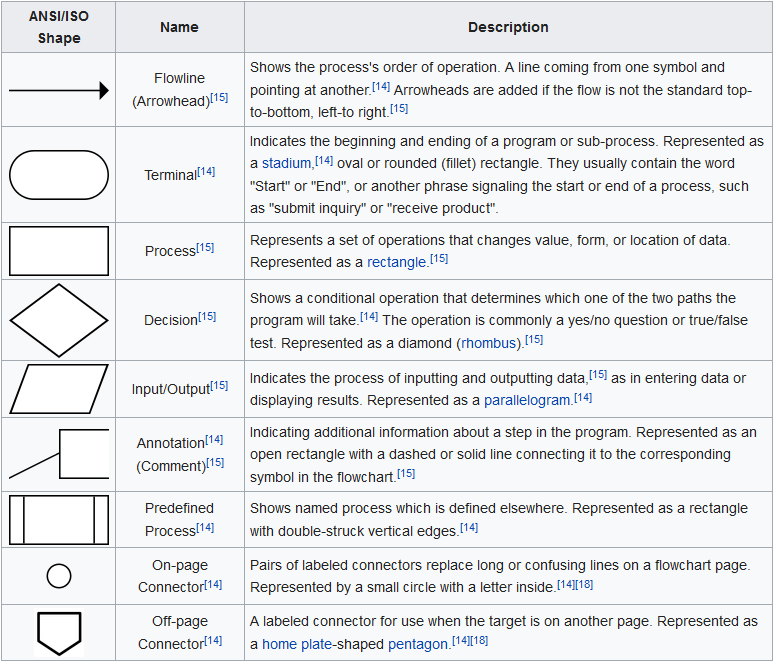 ANSI/ISO
Shape
Name
Description
Flowline
(Arrowhead)[15]
Shows the process's order of operation. A line coming from one symbol and
pointing at another.[14] Arrowheads are added if the flow is not the standard top-
to-bottom, left-to right.[15]
Terminal[14]
Indicates the beginning and ending of a program or sub-process. Represented as
a stadium,[14] oval or rounded (fillet) rectangle. They usually contain the word
"Start" or "End", or another phrase signaling the start or end of a process, such
as "submit inquiry" or "receive product".
Process[15]
Represents a set of operations that changes value, form, or location of data.
Represented as a rectangle.[15]
Decision[15]
Shows a conditional operation that determines which one of the two paths the
program will take.[14] The operation is commonly a yes/no question or true/false
test. Represented as a diamond (rhombus).[15]
Input/Output[15]
Indicates the process of inputting and outputting data,[15] as in entering data or
displaying results. Represented as a parallelogram.[14]
Annotation[14]
(Comment)[15]
Indicating additional information about a step in the program. Represented as an
open rectangle with a dashed or solid line connecting it to the corresponding
symbol in the flowchart.[15]
Predefined
Process[14]
Shows named process which is defined elsewhere. Represented as a rectangle
with double-struck vertical edges.[14]
On-page
Connector[14]
Pairs of labeled connectors replace long or confusing lines on a flowchart page.
Represented by a small circle with a letter inside.[14][18]
Off-page
Connector[14]
A labeled connector for use when the target is on another page. Represented as
a home plate-shaped pentagon.[14][18]